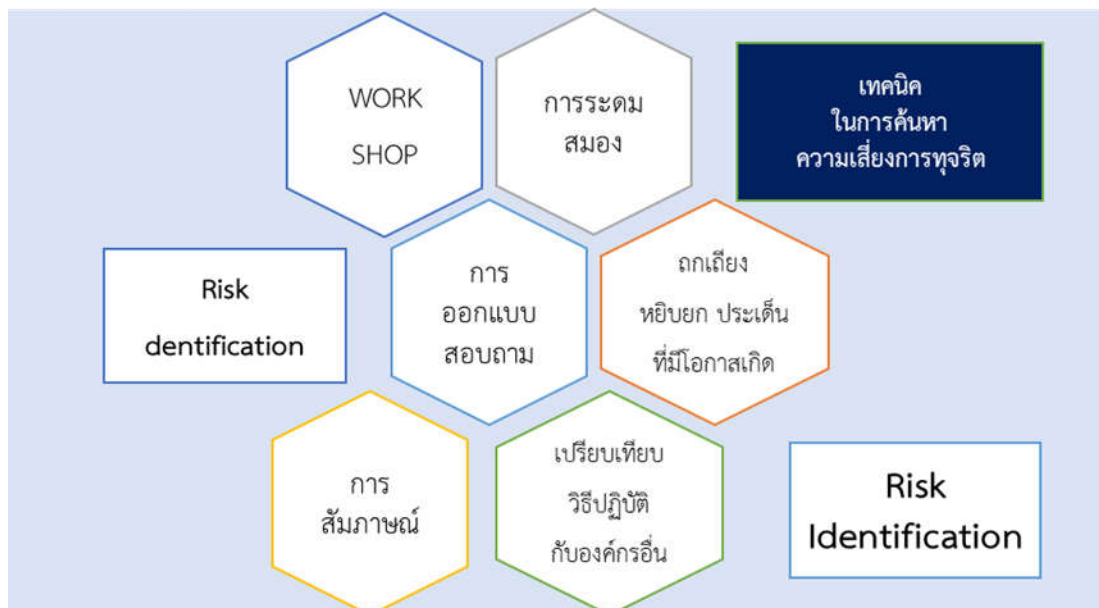 WORK
SHOP
การระดม
สมอง
เทคนิค
ในการค้นหา
ความเสี่ยงการทุจริต
Risk
dentification
การ
ออกแบบ
สอบถาม
ถกเถียง
หยิบยก ประเด็น
ที่มีโอกาสเกิด
การ
สัมภาษณ์
เปรียบเทียบ
วิธีปฏิบัติ
กับองค์กรอื่น
Risk
Identification